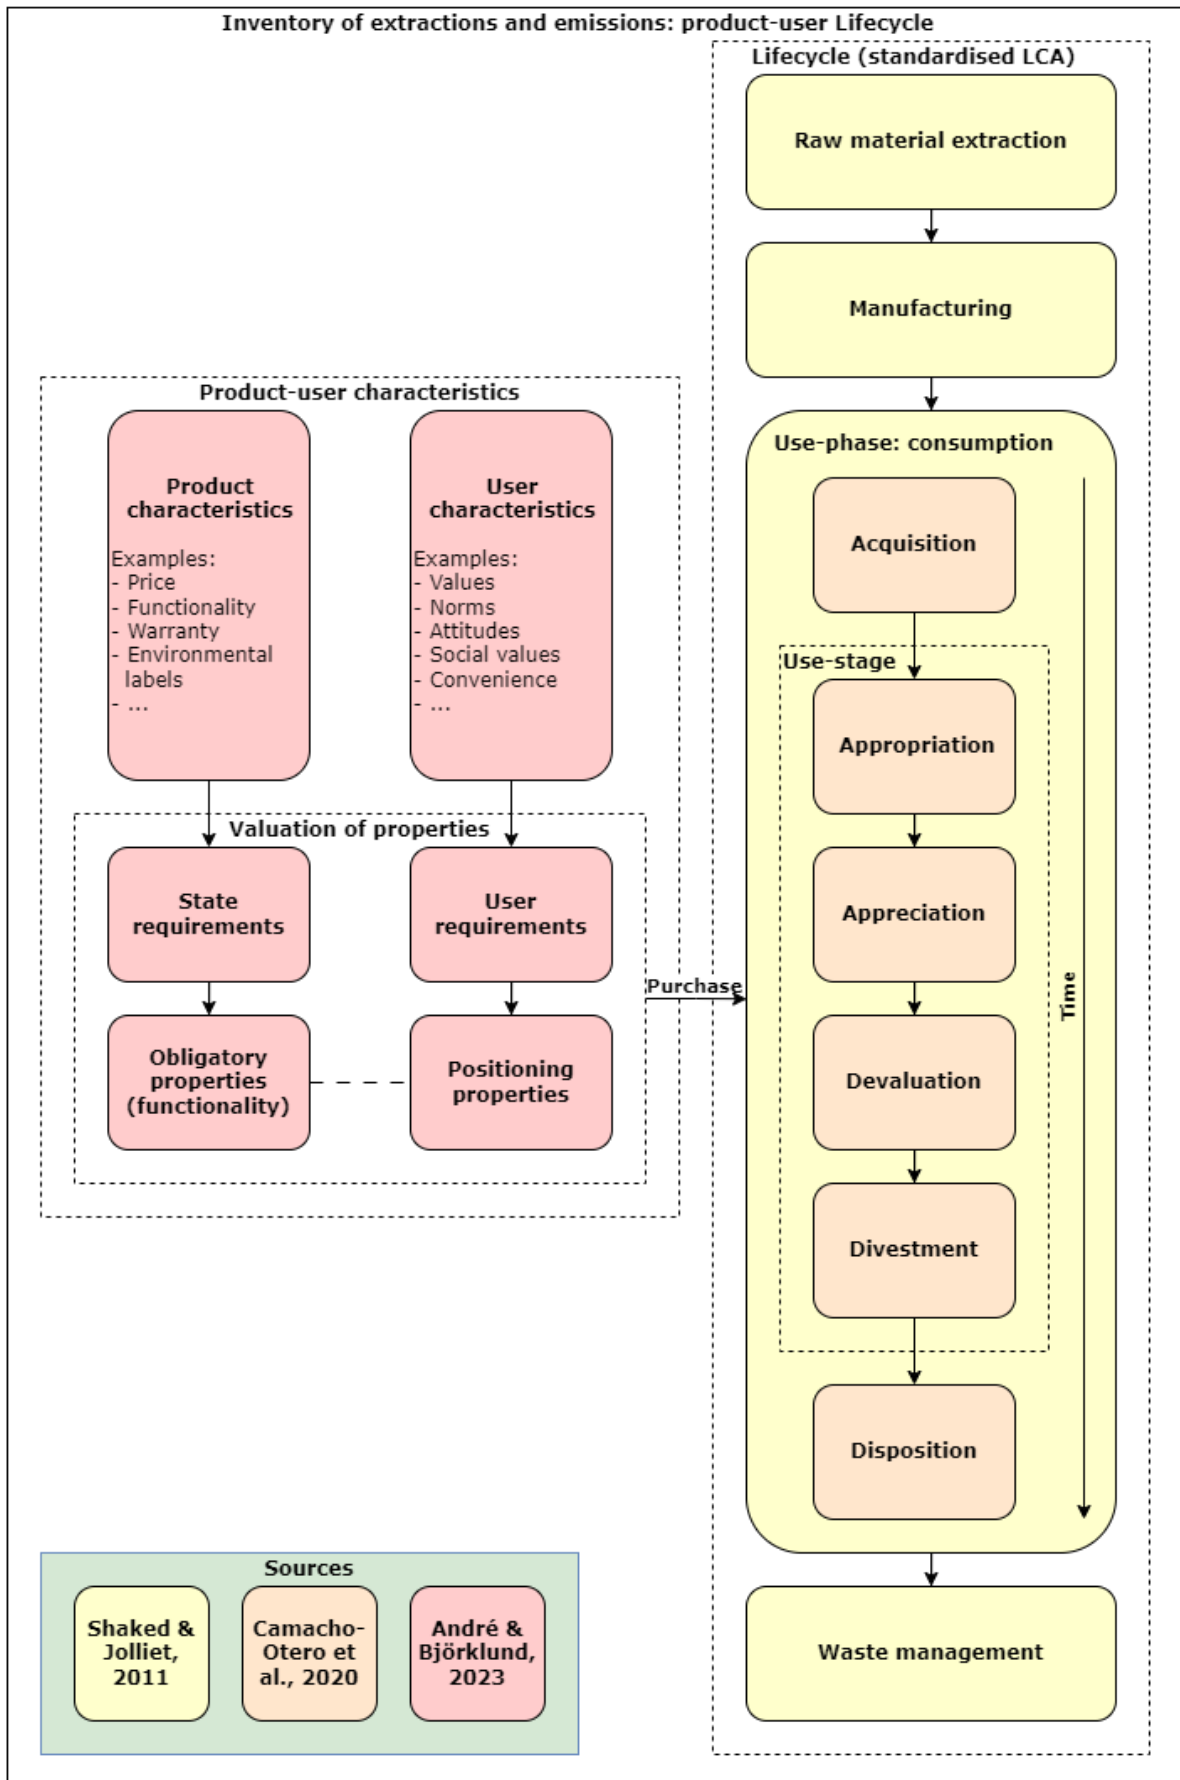 Inventory of extractions and emissions: product-user Lifecycle
Lifecycle (standardised LCA)
Raw material extraction
Manufacturing
Product-user characteristics
Product
characteristics
Examples:
- Price
- Functionality
- Warranty
- Environmental
labels
- ...
User
characteristics
Examples:
- Values
- Norms
- Attitudes
- Social values
- Convenience
- ...
Valuation of properties
State
requirements
User
requirements
Obligatory
properties
(functionality)
Positioning
properties
Purchase
Use-phase: consumption
Acquisition
Use-stage
Appropriation
Appreciation
Devaluation
Divestment
Disposition
Time
Waste management
Sources
Shaked &
Jolliet,
2011
Camacho-
Otero et
al., 2020
André &
Björklund,
2023